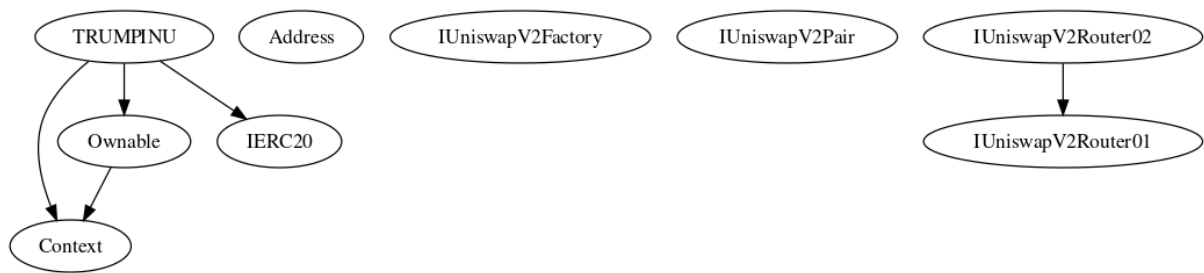 TRUMPINU
Address
IUniswapV2Factory
IUniswapV2Pair
IUniswapV2Router02
Ownable
IERC20
IUniswapV2Router01
Context